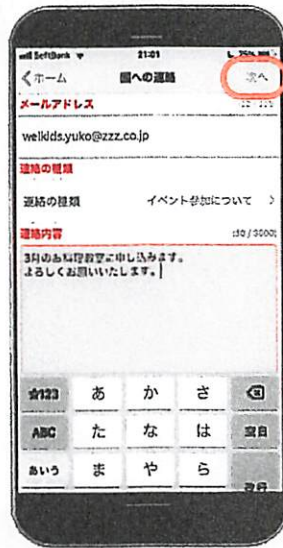 SoftBank 21:01
ホーム 園への連絡 次へ
メールアドレス
welkids.yuko@zzz.co.jp
連絡の種類
連絡の種類 イベント参加について
連絡内容 (30 / 3000)
3月のお料理教室に申し込みます。
よろしくお願いいたします。
☆123 あ か さ
ABC た な は 空白
あいう ま や ら 改行